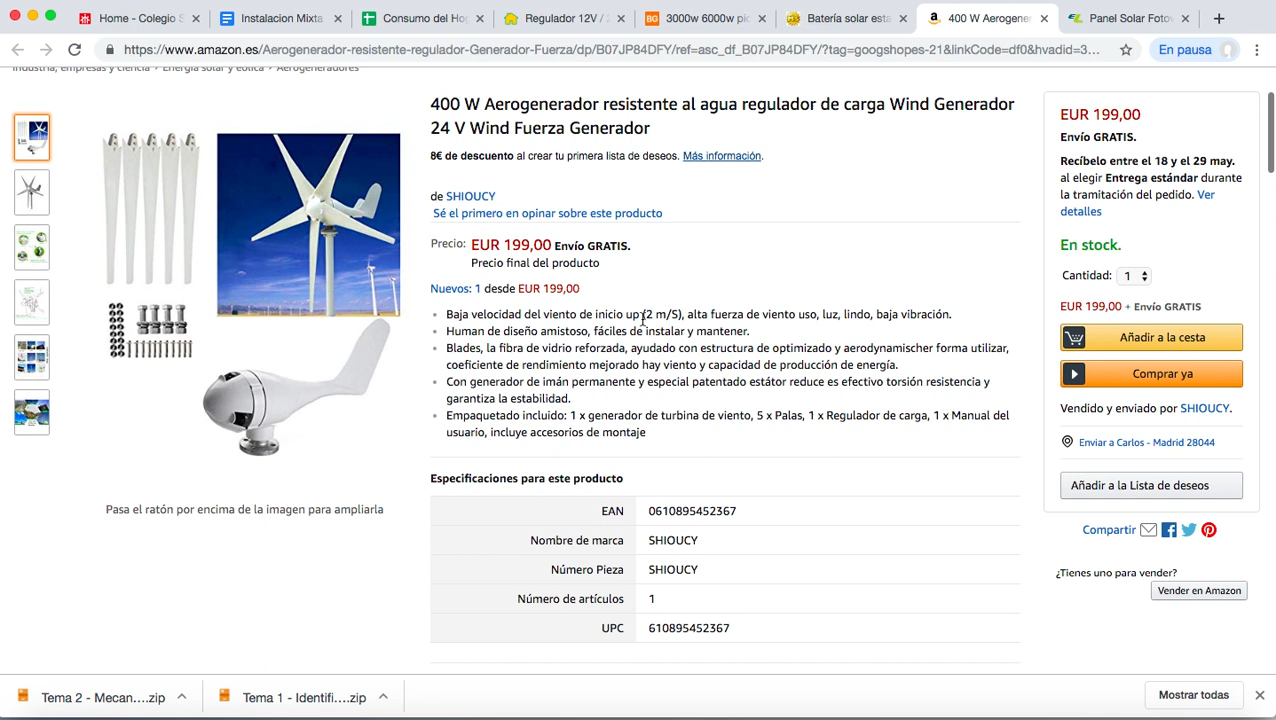 Home - Colegio S
Instalacion Mixta
Consumo del Ho
Regulador 12V / 2
3000w 6000w pi
Batería solar esta
400 W Aerogene
Panel Solar Foto
https://www.amazon.es/Aerogenerador-resistente-regulador-Generador-Fuerza/dp/B07JP84DFY/ref=asc_df_B07JP84DFY/?tag=googshopes-21&linkCode=df0&hvadid=3...
En pausa
Industria, empresas y ciencia › Energía solar y eólica › Aerogeneradores
400 W Aerogenerador resistente al agua regulador de carga Wind Generador
24 V Wind Fuerza Generador
8€ de descuento al crear tu primera lista de deseos. Más información.
de SHIOUCY
Sé el primero en opinar sobre este producto
Precio: EUR 199,00 Envío GRATIS.
Precio final del producto
Nuevos: 1 desde EUR 199,00
• Baja velocidad del viento de inicio up (2 m/S), alta fuerza de viento uso, luz, lindo, baja vibración.
• Human de diseño amistoso, fáciles de instalar y mantener.
• Blades, la fibra de vidrio reforzada, ayudado con estructura de optimizado y aerodynamischer forma utilizar,
coeficiente de rendimiento mejorado hay viento y capacidad de producción de energía.
• Con generador de imán permanente y especial patentado estátor reduce es efectivo torsión resistencia y
garantiza la estabilidad.
• Empaquetado incluido: 1 x generador de turbina de viento, 5 x Palas, 1 x Regulador de carga, 1 x Manual del
usuario, incluye accesorios de montaje
Especificaciones para este producto
EAN 0610895452367
Nombre de marca SHIOUCY
Número Pieza SHIOUCY
Número de artículos 1
UPC 610895452367
Pasa el ratón por encima de la imagen para ampliarla
EUR 199,00
Envío GRATIS.
Recíbelo entre el 18 y el 29 may.
al elegir Entrega estándar durante
la tramitación del pedido. Ver
detalles
En stock.
Cantidad: 1
EUR 199,00 + Envío GRATIS
Añadir a la cesta
Comprar ya
Vendido y enviado por SHIOUCY.
Enviar a Carlos - Madrid 28044
Añadir a la Lista de deseos
Compartir
¿Tienes uno para vender?
Vender en Amazon
Tema 2 - Mecan....zip
Tema 1 - Identifi....zip
Mostrar todas